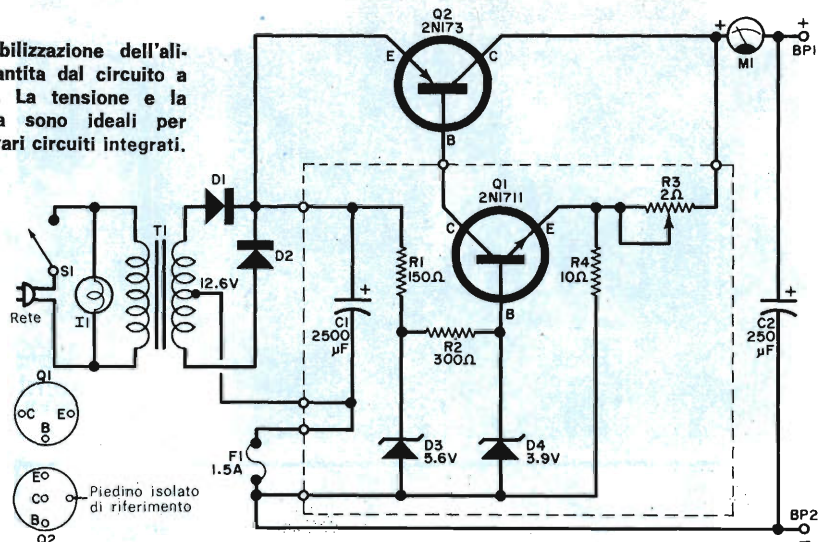 bilizzazione dell'ali-
antita dal circuito a
. La tensione e la
a sono ideali per
vari circuiti integrati.
Q2
2N173
E
C
B
+
M1
+
BP1
D1
D2
S1
Rete
I1
T1
12.6V
+
C1
2500
µF
R1
150Ω
R2
300Ω
Q1
2N1711
C
E
B
R4
10Ω
R3
2Ω
+
C2
250
µF
F1
1.5A
D3
5.6V
D4
3.9V
BP2
−
Q1
C E
B
E
C
B
Q2
Piedino isolato
di riferimento